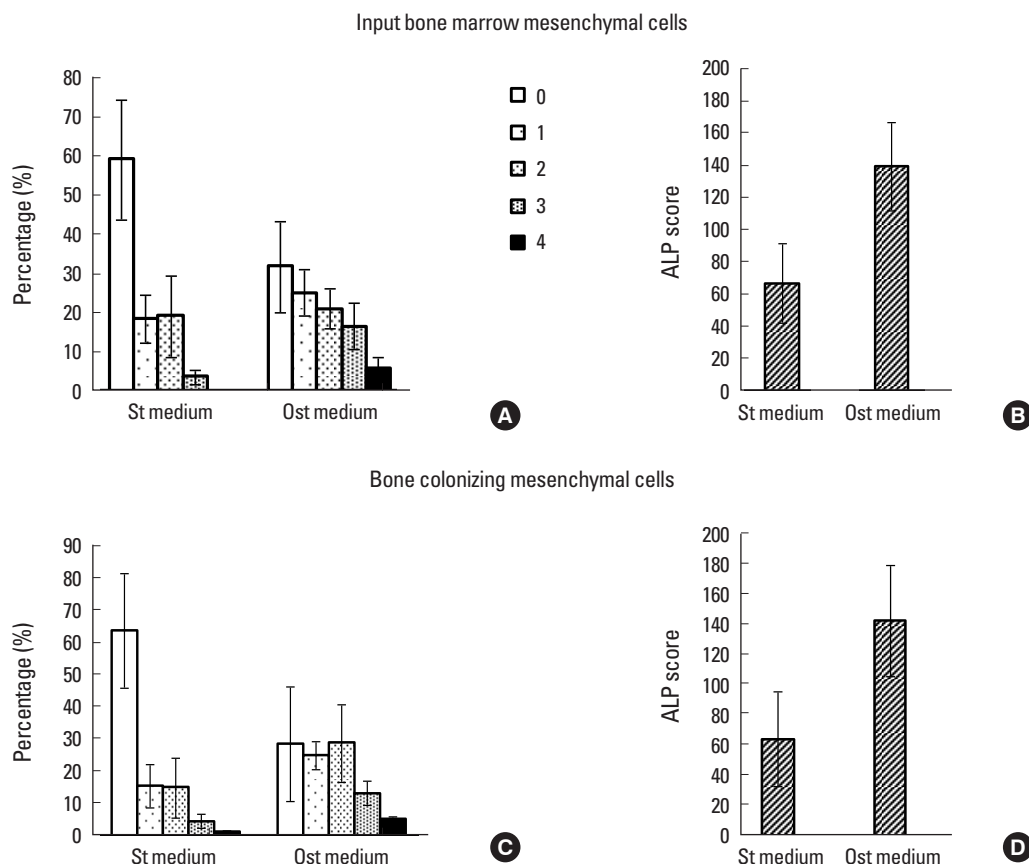 Input bone marrow mesenchymal cells
Percentage (%)
80
70
60
50
40
30
20
10
0
St medium
Ost medium
0
1
2
3
4
A
ALP score
200
180
160
140
120
100
80
60
40
20
0
St medium
Ost medium
B
Bone colonizing mesenchymal cells
Percentage (%)
90
80
70
60
50
40
30
20
10
0
St medium
Ost medium
C
ALP score
200
180
160
140
120
100
80
60
40
20
0
St medium
Ost medium
D